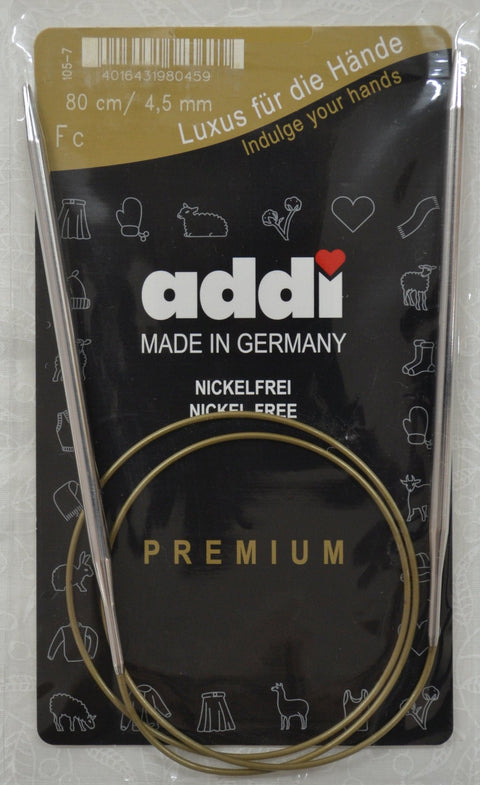 105-7
4016431980459
80 cm/ 4,5 mm
Fc
Luxus für die Hände
Indulge your hands
addi
MADE IN GERMANY
NICKELFREI
NICKEL FREE
PREMIUM